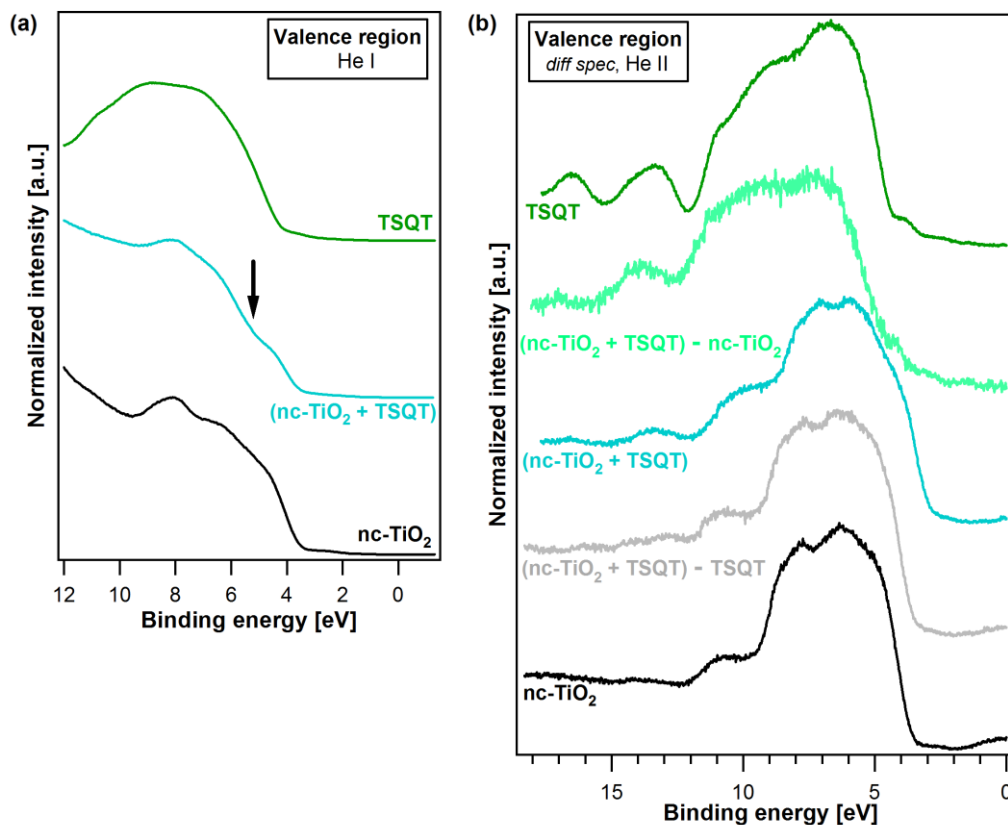 (a)
Valence region
He I
TSQT
(nc-TiO₂ + TSQT)
nc-TiO₂
Normalized intensity [a.u.]
12 10 8 6 4 2 0
Binding energy [eV]
(b)
Valence region
diff spec, He II
TSQT
(nc-TiO₂ + TSQT) - nc-TiO₂
(nc-TiO₂ + TSQT)
(nc-TiO₂ + TSQT) - TSQT
nc-TiO₂
Normalized intensity [a.u.]
15 10 5 0
Binding energy [eV]